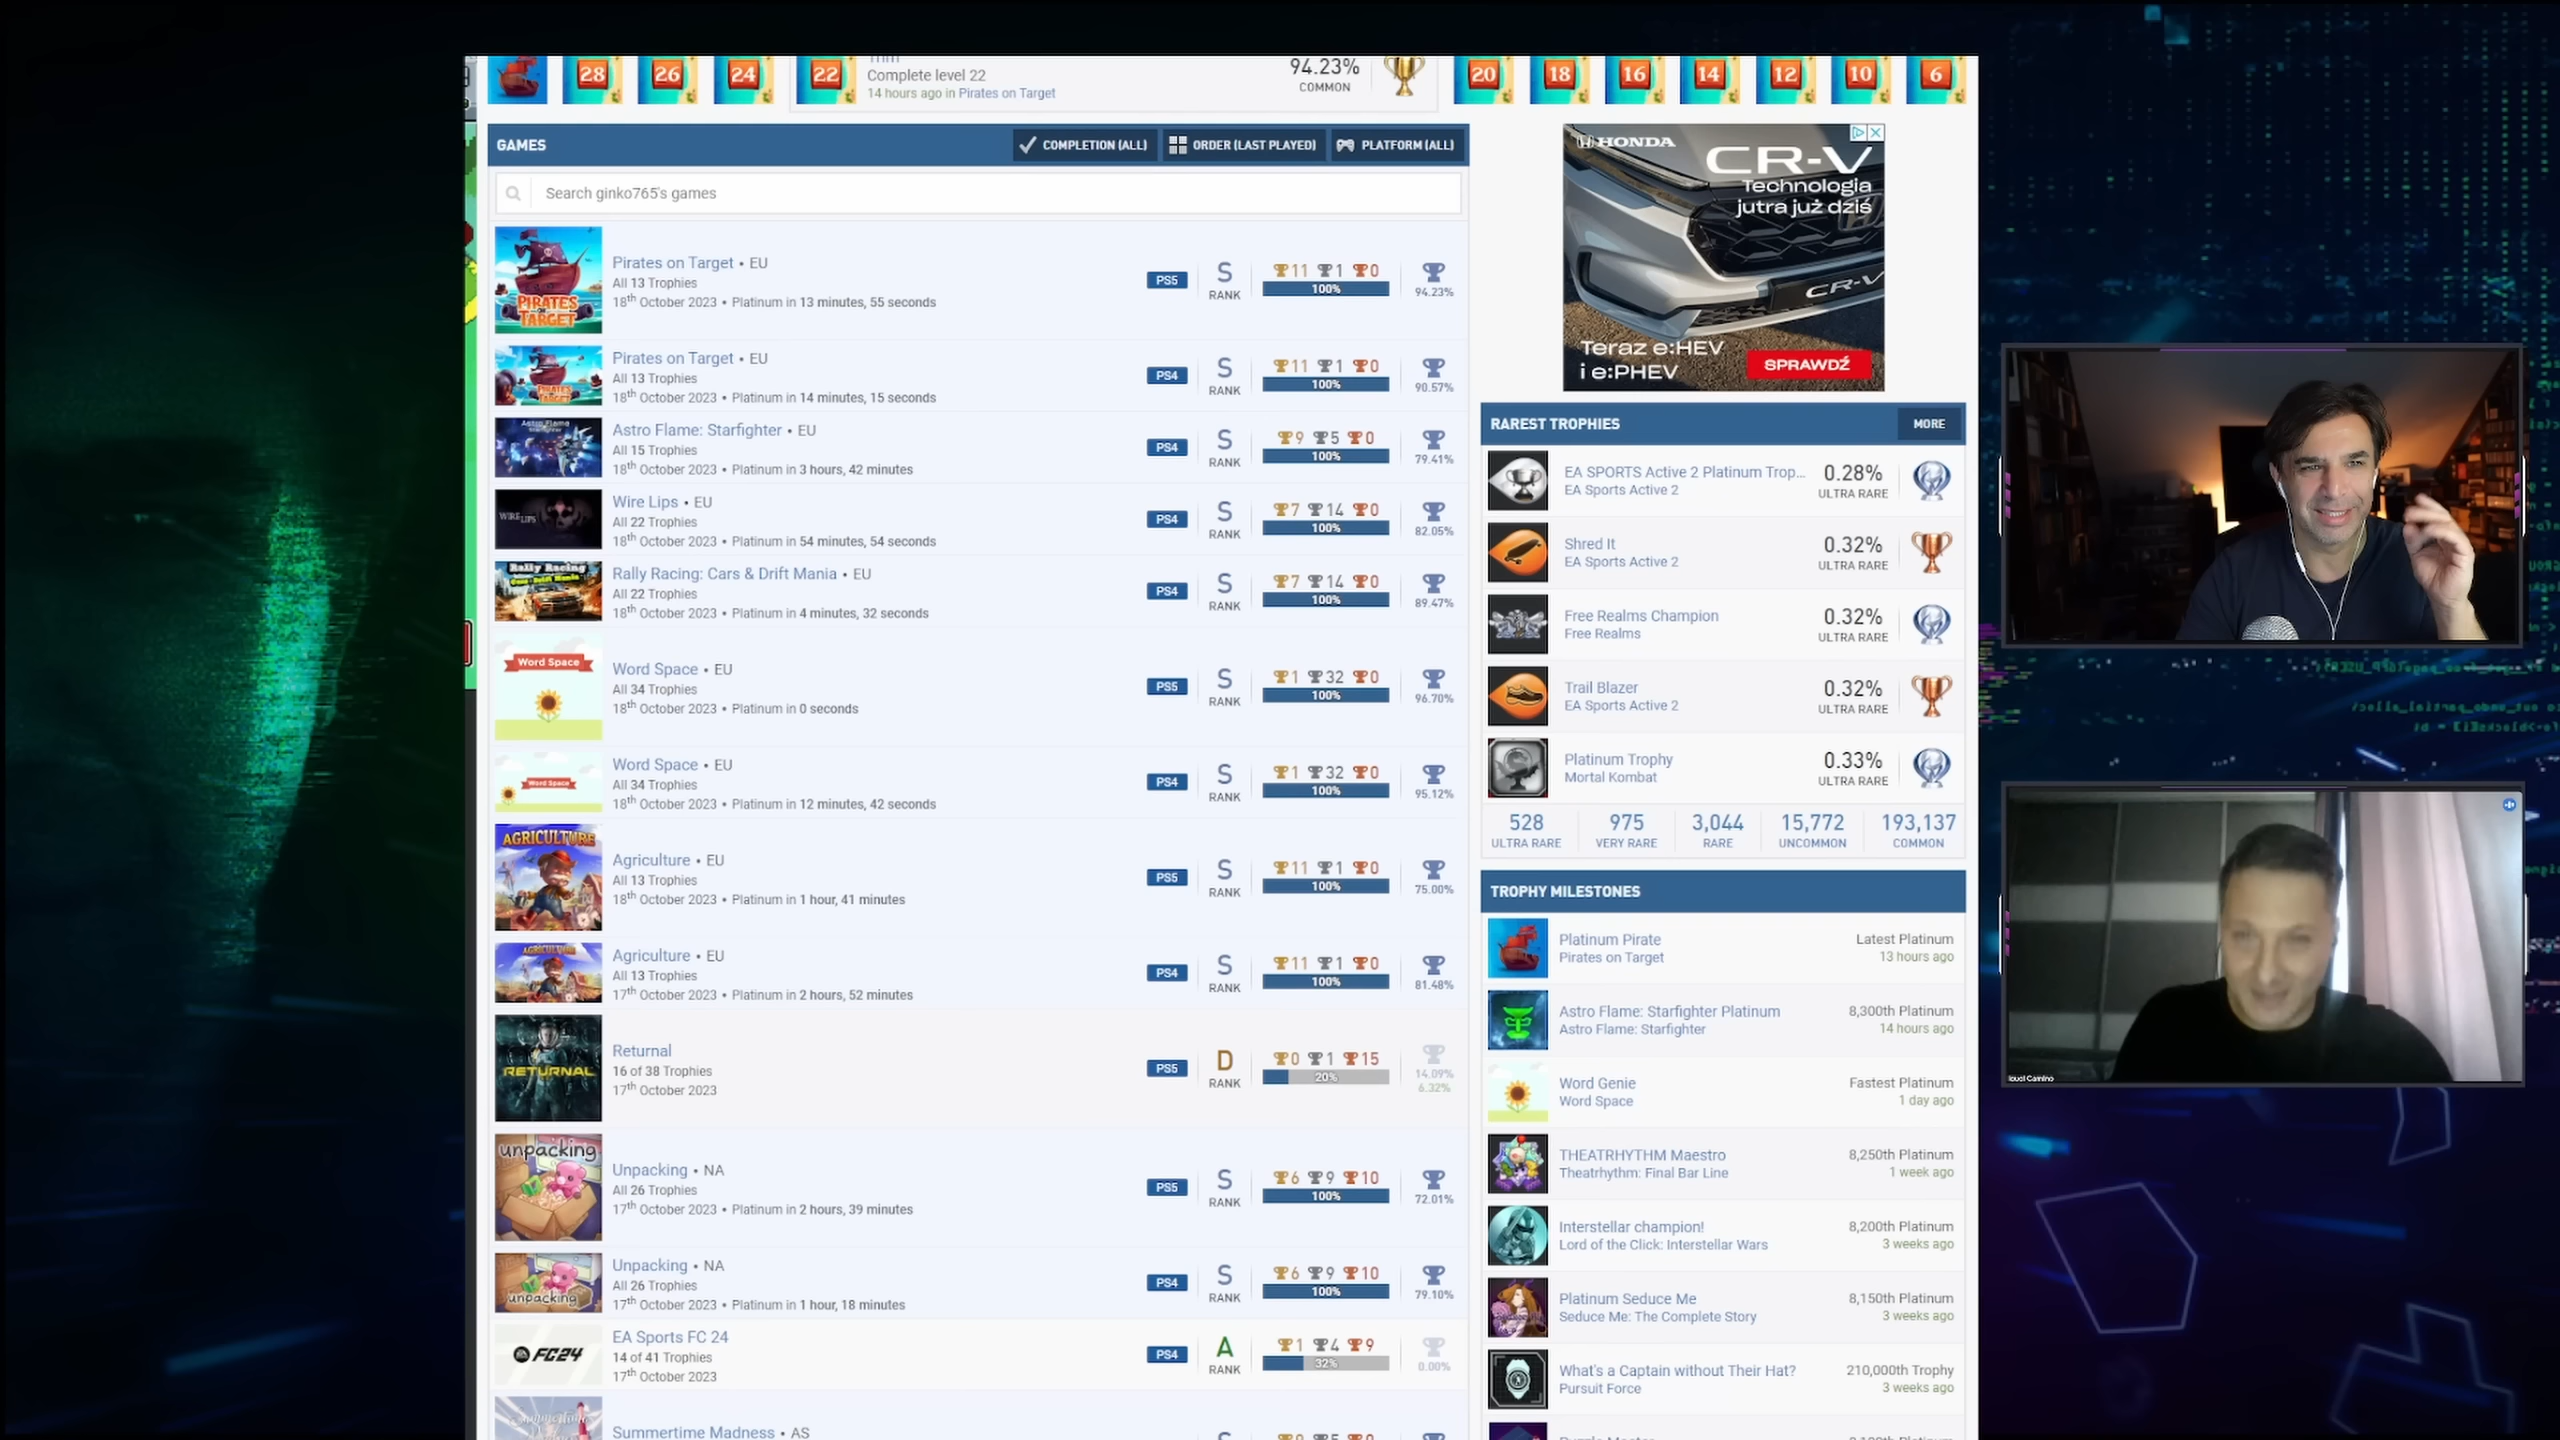 28
26
24
22
Complete level 22
14 hours ago in Pirates on Target
94.23%
COMMON
20
18
16
14
12
10
6
GAMES
COMPLETION (ALL)
ORDER (LAST PLAYED)
PLATFORM (ALL)
Search ginko765's games
PIRATES ON TARGET
Pirates on Target • EU
All 13 Trophies
18th October 2023 • Platinum in 13 minutes, 55 seconds
PS5
S RANK
11 1 0
100%
94.23%
Pirates on Target • EU
All 13 Trophies
18th October 2023 • Platinum in 14 minutes, 15 seconds
PS4
S RANK
11 1 0
100%
90.57%
Astro Flame: Starfighter • EU
All 15 Trophies
18th October 2023 • Platinum in 3 hours, 42 minutes
PS4
S RANK
9 5 0
100%
79.41%
WIRE LIPS
Wire Lips • EU
All 22 Trophies
18th October 2023 • Platinum in 54 minutes, 54 seconds
PS4
S RANK
7 14 0
100%
82.05%
Rally Racing
Rally Racing: Cars & Drift Mania • EU
All 22 Trophies
18th October 2023 • Platinum in 4 minutes, 32 seconds
PS4
S RANK
7 14 0
100%
89.47%
Word Space
Word Space • EU
All 34 Trophies
18th October 2023 • Platinum in 0 seconds
PS5
S RANK
1 32 0
100%
96.70%
Word Space
Word Space • EU
All 34 Trophies
18th October 2023 • Platinum in 12 minutes, 42 seconds
PS4
S RANK
1 32 0
100%
95.12%
AGRICULTURE
Agriculture • EU
All 13 Trophies
18th October 2023 • Platinum in 1 hour, 41 minutes
PS5
S RANK
11 1 0
100%
75.00%
AGRICULTURE
Agriculture • EU
All 13 Trophies
17th October 2023 • Platinum in 2 hours, 52 minutes
PS4
S RANK
11 1 0
100%
81.48%
RETURNAL
Returnal
16 of 38 Trophies
17th October 2023
PS5
D RANK
0 1 15
20%
14.09%
6.32%
unpacking
Unpacking • NA
All 26 Trophies
17th October 2023 • Platinum in 2 hours, 39 minutes
PS5
S RANK
6 9 10
100%
72.01%
unpacking
Unpacking • NA
All 26 Trophies
17th October 2023 • Platinum in 1 hour, 18 minutes
PS4
S RANK
6 9 10
100%
79.10%
FC24
EA Sports FC 24
14 of 41 Trophies
17th October 2023
PS4
A RANK
1 4 9
32%
0.00%
Summertime Madness • AS
HONDA
CR-V
Technologia
jutra już dziś
CR-V
Teraz e:HEV
i e:PHEV
SPRAWDŹ
RAREST TROPHIES
MORE
EA SPORTS Active 2 Platinum Trop...
EA Sports Active 2
0.28%
ULTRA RARE
Shred It
EA Sports Active 2
0.32%
ULTRA RARE
Free Realms Champion
Free Realms
0.32%
ULTRA RARE
Trail Blazer
EA Sports Active 2
0.32%
ULTRA RARE
Platinum Trophy
Mortal Kombat
0.33%
ULTRA RARE
528 975 3,044 15,772 193,137
ULTRA RARE VERY RARE RARE UNCOMMON COMMON
TROPHY MILESTONES
Platinum Pirate
Pirates on Target
Latest Platinum
13 hours ago
Astro Flame: Starfighter Platinum
Astro Flame: Starfighter
8,300th Platinum
14 hours ago
Word Genie
Word Space
Fastest Platinum
1 day ago
THEATRHYTHM Maestro
Theatrhythm: Final Bar Line
8,250th Platinum
1 week ago
Interstellar champion!
Lord of the Click: Interstellar Wars
8,200th Platinum
3 weeks ago
Platinum Seduce Me
Seduce Me: The Complete Story
8,150th Platinum
3 weeks ago
What's a Captain without Their Hat?
Pursuit Force
210,000th Trophy
3 weeks ago